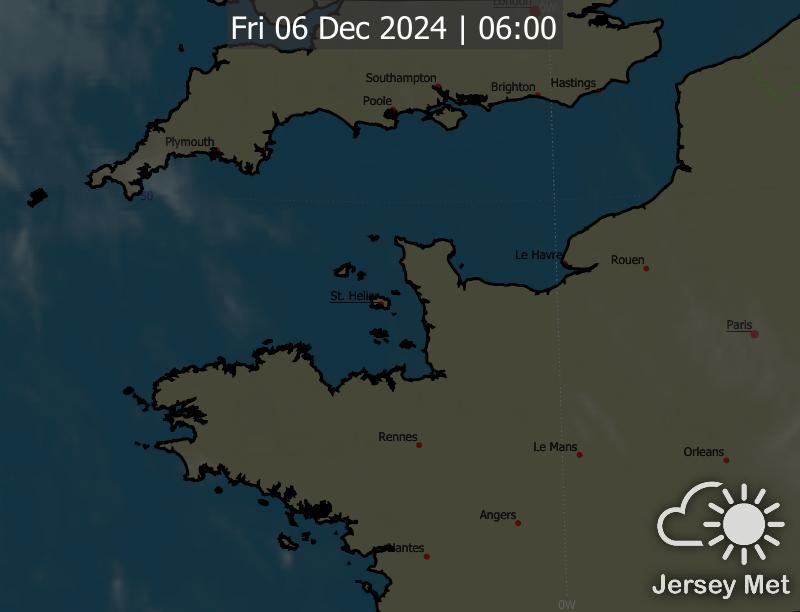 London
0W
Fri 06 Dec 2024 | 06:00
Southampton
Brighton
Hastings
Poole
Plymouth
50
Le Havre
Rouen
St. Helier
Paris
Rennes
Le Mans
Orleans
Angers
Nantes
Jersey Met
0W